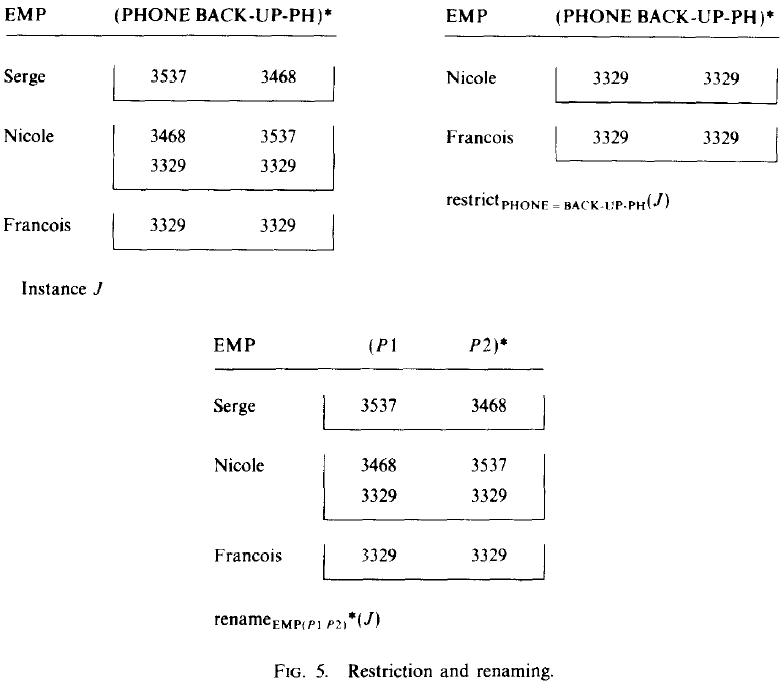 EMP (PHONE BACK-UP-PH)*
Serge 3537 3468
Nicole 3468 3537
3329 3329
Francois 3329 3329
Instance J
EMP (PHONE BACK-UP-PH)*
Nicole 3329 3329
Francois 3329 3329
restrict PHONE = BACK-UP-PH (J)
EMP (P1 P2)*
Serge 3537 3468
Nicole 3468 3537
3329 3329
Francois 3329 3329
rename EMP(P1 P2)* (J)
FIG. 5. Restriction and renaming.